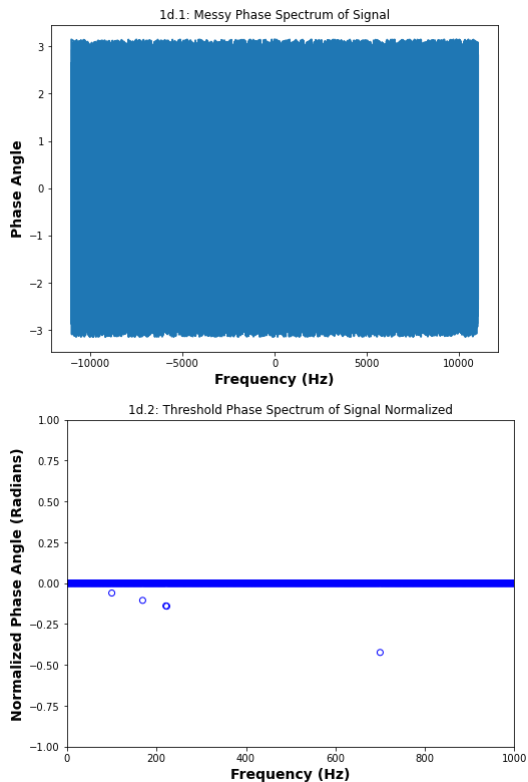 1d.1: Messy Phase Spectrum of Signal
3
2
1
0
−1
−2
−3
Phase Angle
−10000 −5000 0 5000 10000
Frequency (Hz)
1d.2: Threshold Phase Spectrum of Signal Normalized
1.00
0.75
0.50
0.25
0.00
−0.25
−0.50
−0.75
−1.00
Normalized Phase Angle (Radians)
0 200 400 600 800 1000
Frequency (Hz)